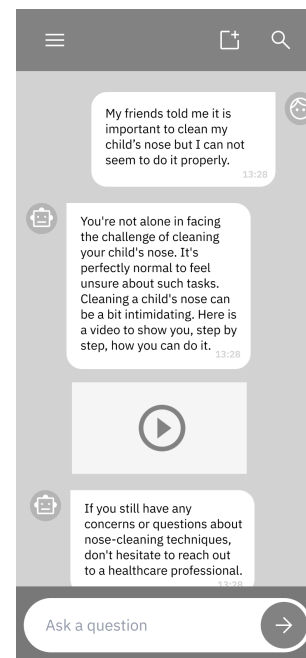 My friends told me it is
important to clean my
child’s nose but I can not
seem to do it properly.
13:28
You're not alone in facing
the challenge of cleaning
your child's nose. It's
perfectly normal to feel
unsure about such tasks.
Cleaning a child's nose can
be a bit intimidating. Here is
a video to show you, step by
step, how you can do it.
13:28
If you still have any
concerns or questions about
nose-cleaning techniques,
don't hesitate to reach out
to a healthcare professional.
13:28
Ask a question